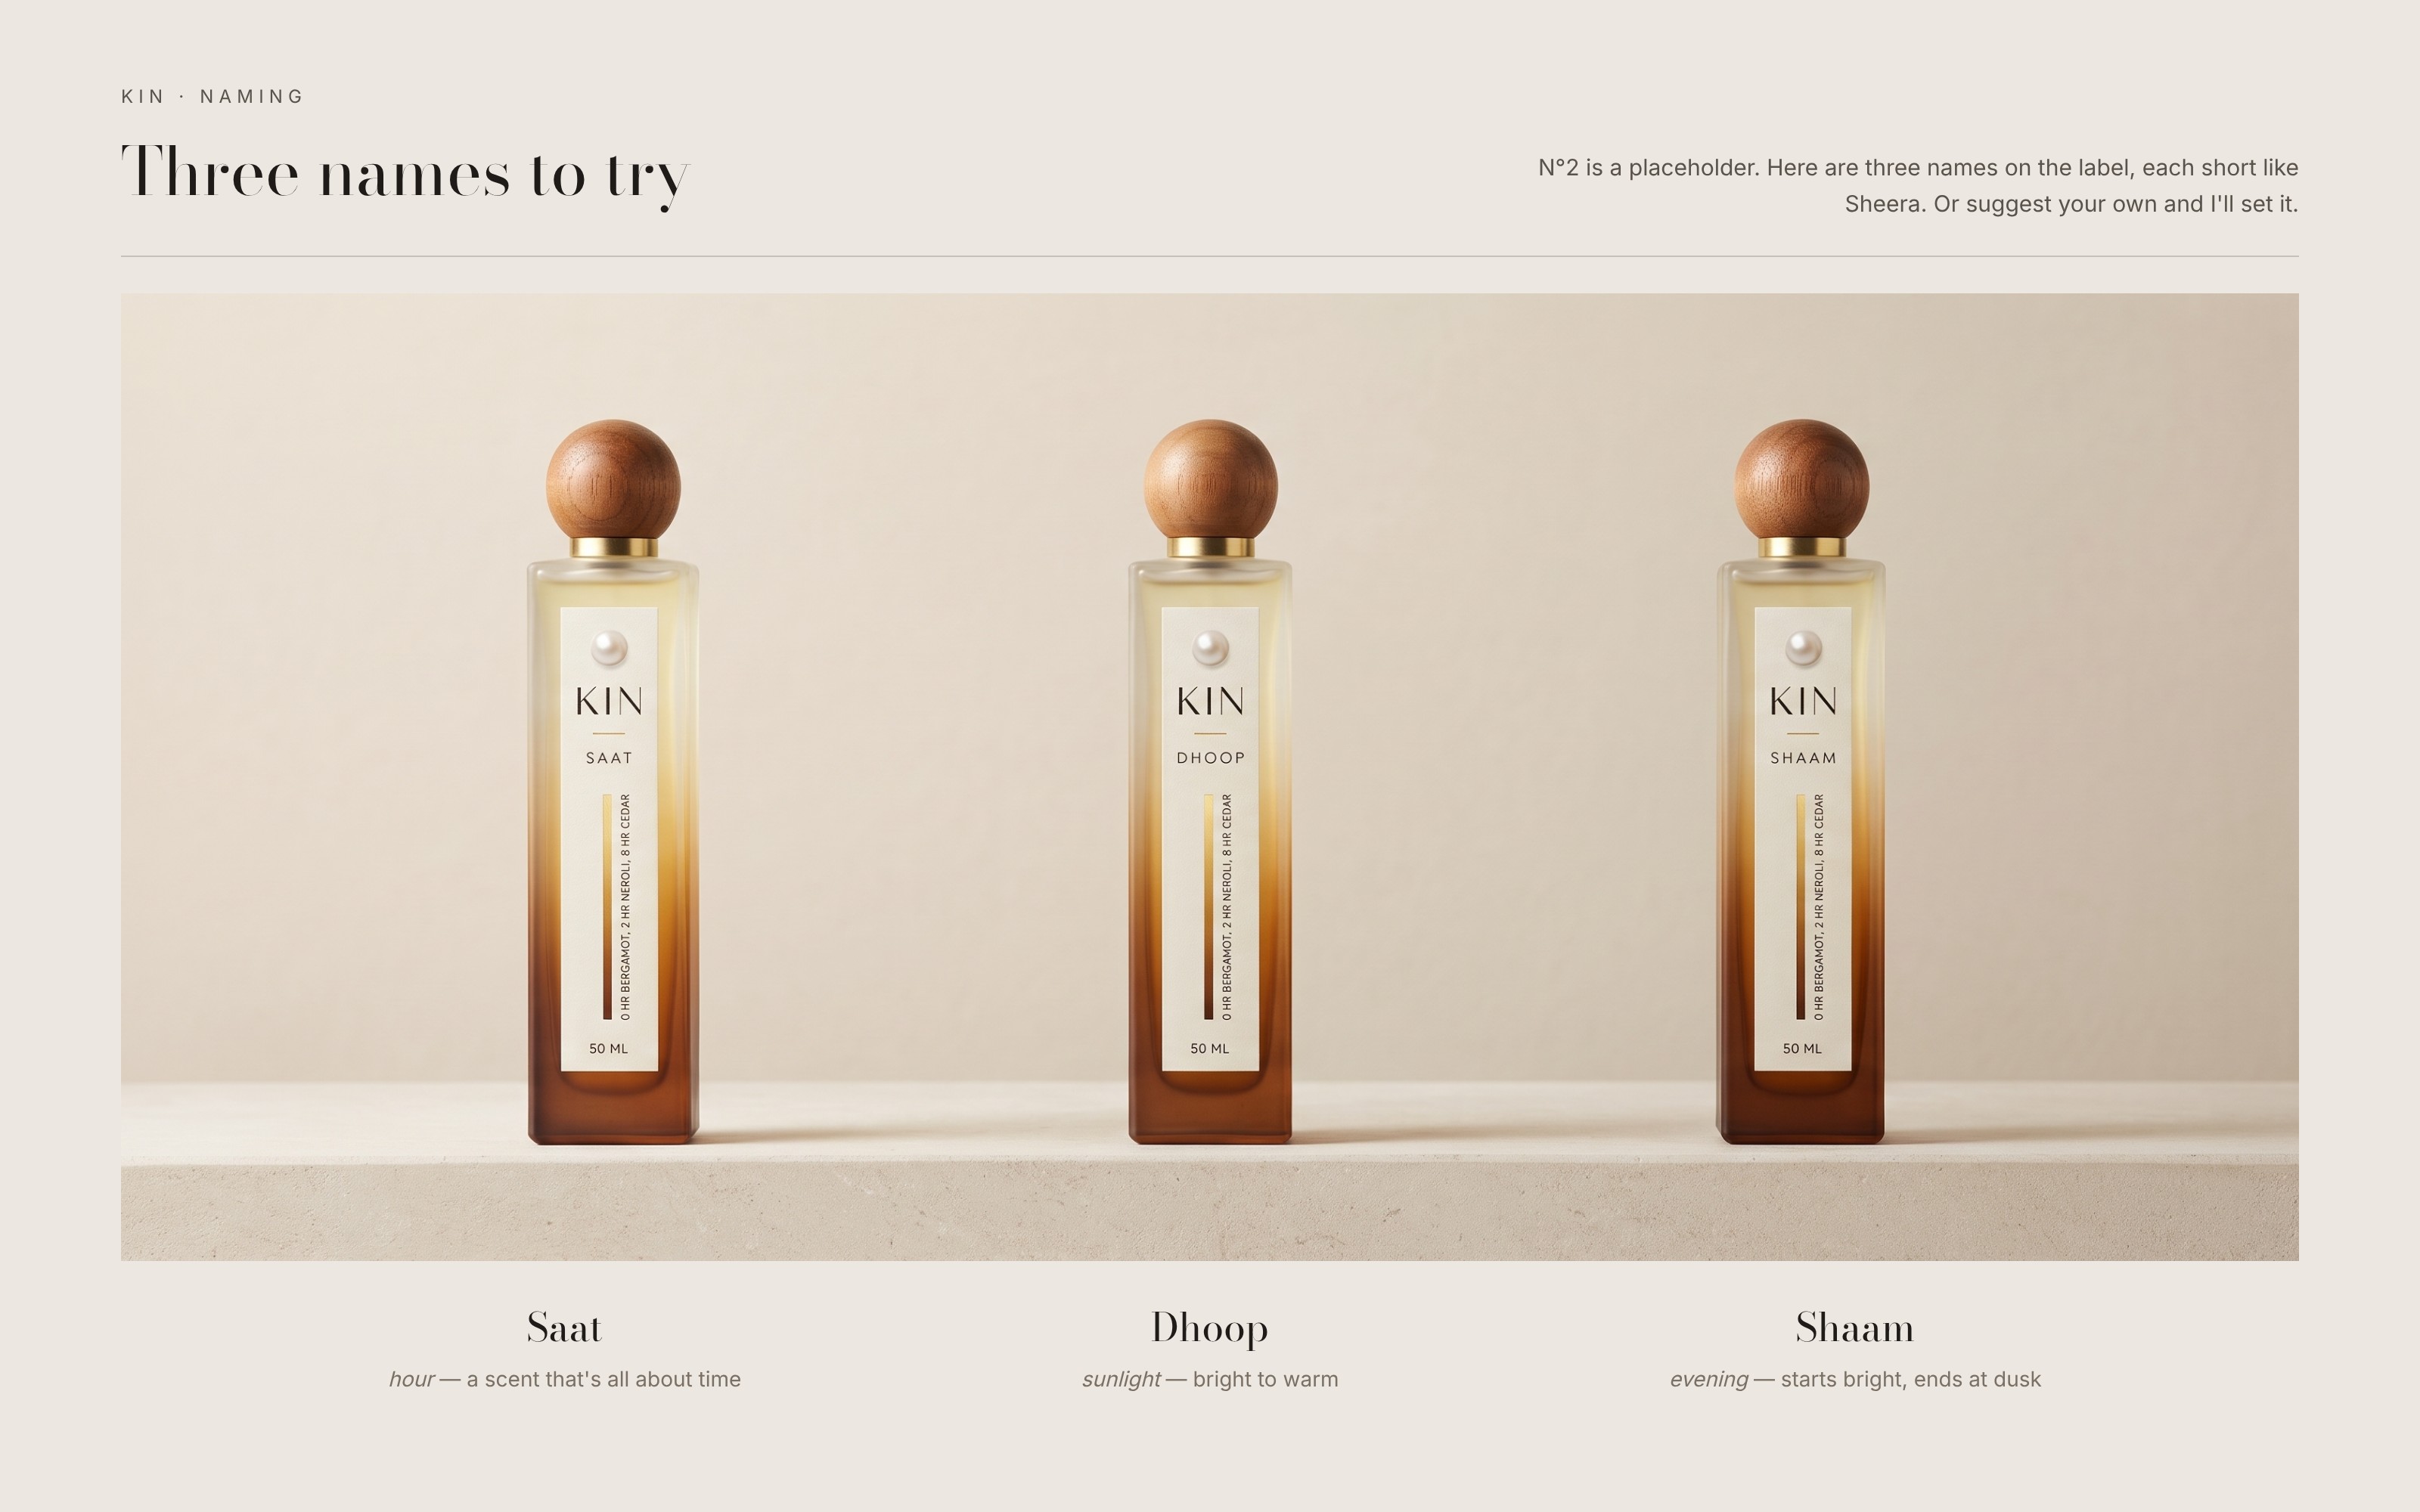 KIN · NAMING
Three names to try
N°2 is a placeholder. Here are three names on the label, each short like
Sheera. Or suggest your own and I'll set it.
KIN
SAAT
0 HR BERGAMOT, 2 HR NEROLI, 8 HR CEDAR
50 ML
KIN
DHOOP
0 HR BERGAMOT, 2 HR NEROLI, 8 HR CEDAR
50 ML
KIN
SHAAM
0 HR BERGAMOT, 2 HR NEROLI, 8 HR CEDAR
50 ML
Saat
hour — a scent that's all about time
Dhoop
sunlight — bright to warm
Shaam
evening — starts bright, ends at dusk